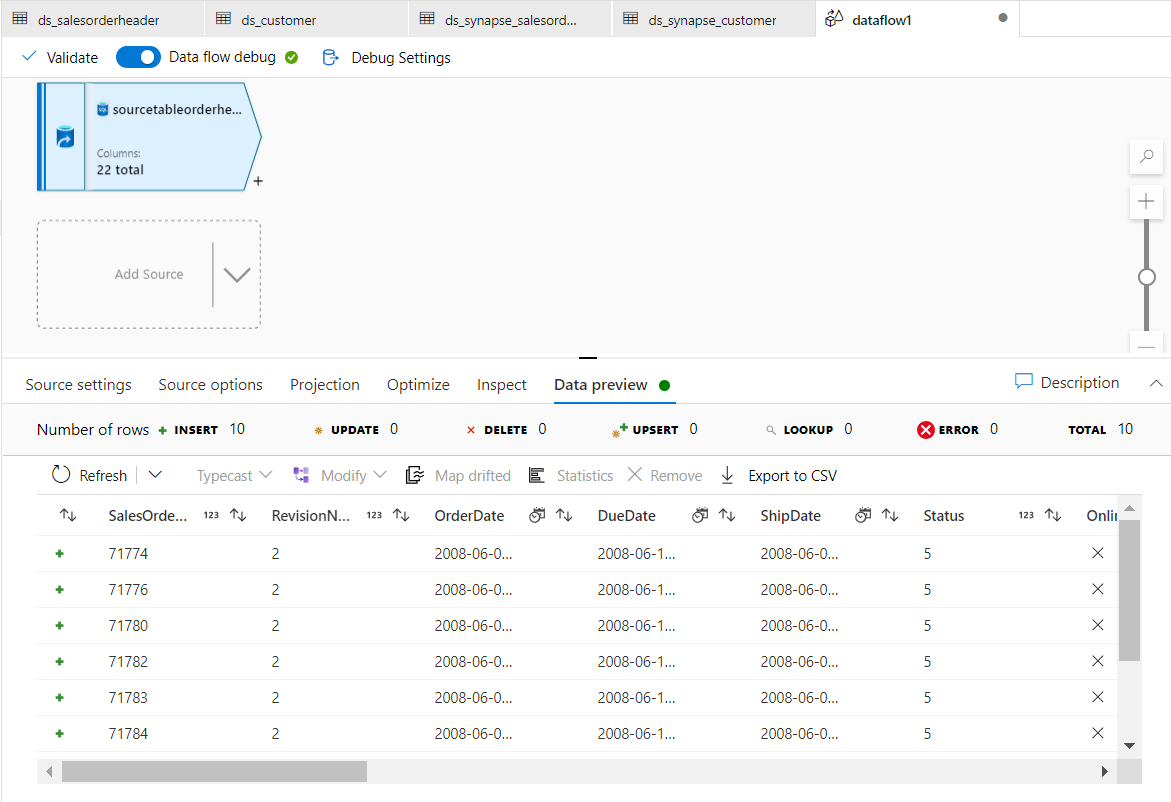 ds_salesorderheader ds_customer ds_synapse_salesord... ds_synapse_customer dataflow1
Validate Data flow debug Debug Settings
sourcetableorderhe...
Columns:
22 total
+
Add Source
Source settings Source options Projection Optimize Inspect Data preview Description
Number of rows + INSERT 10 UPDATE 0 DELETE 0 UPSERT 0 LOOKUP 0 ERROR 0 TOTAL 10
Refresh Typecast Modify Map drifted Statistics Remove Export to CSV
SalesOrde... 123 RevisionN... 123 OrderDate DueDate ShipDate Status 123 Onlin
71774 2 2008-06-0... 2008-06-1... 2008-06-0... 5
71776 2 2008-06-0... 2008-06-1... 2008-06-0... 5
71780 2 2008-06-0... 2008-06-1... 2008-06-0... 5
71782 2 2008-06-0... 2008-06-1... 2008-06-0... 5
71783 2 2008-06-0... 2008-06-1... 2008-06-0... 5
71784 2 2008-06-0... 2008-06-1... 2008-06-0... 5